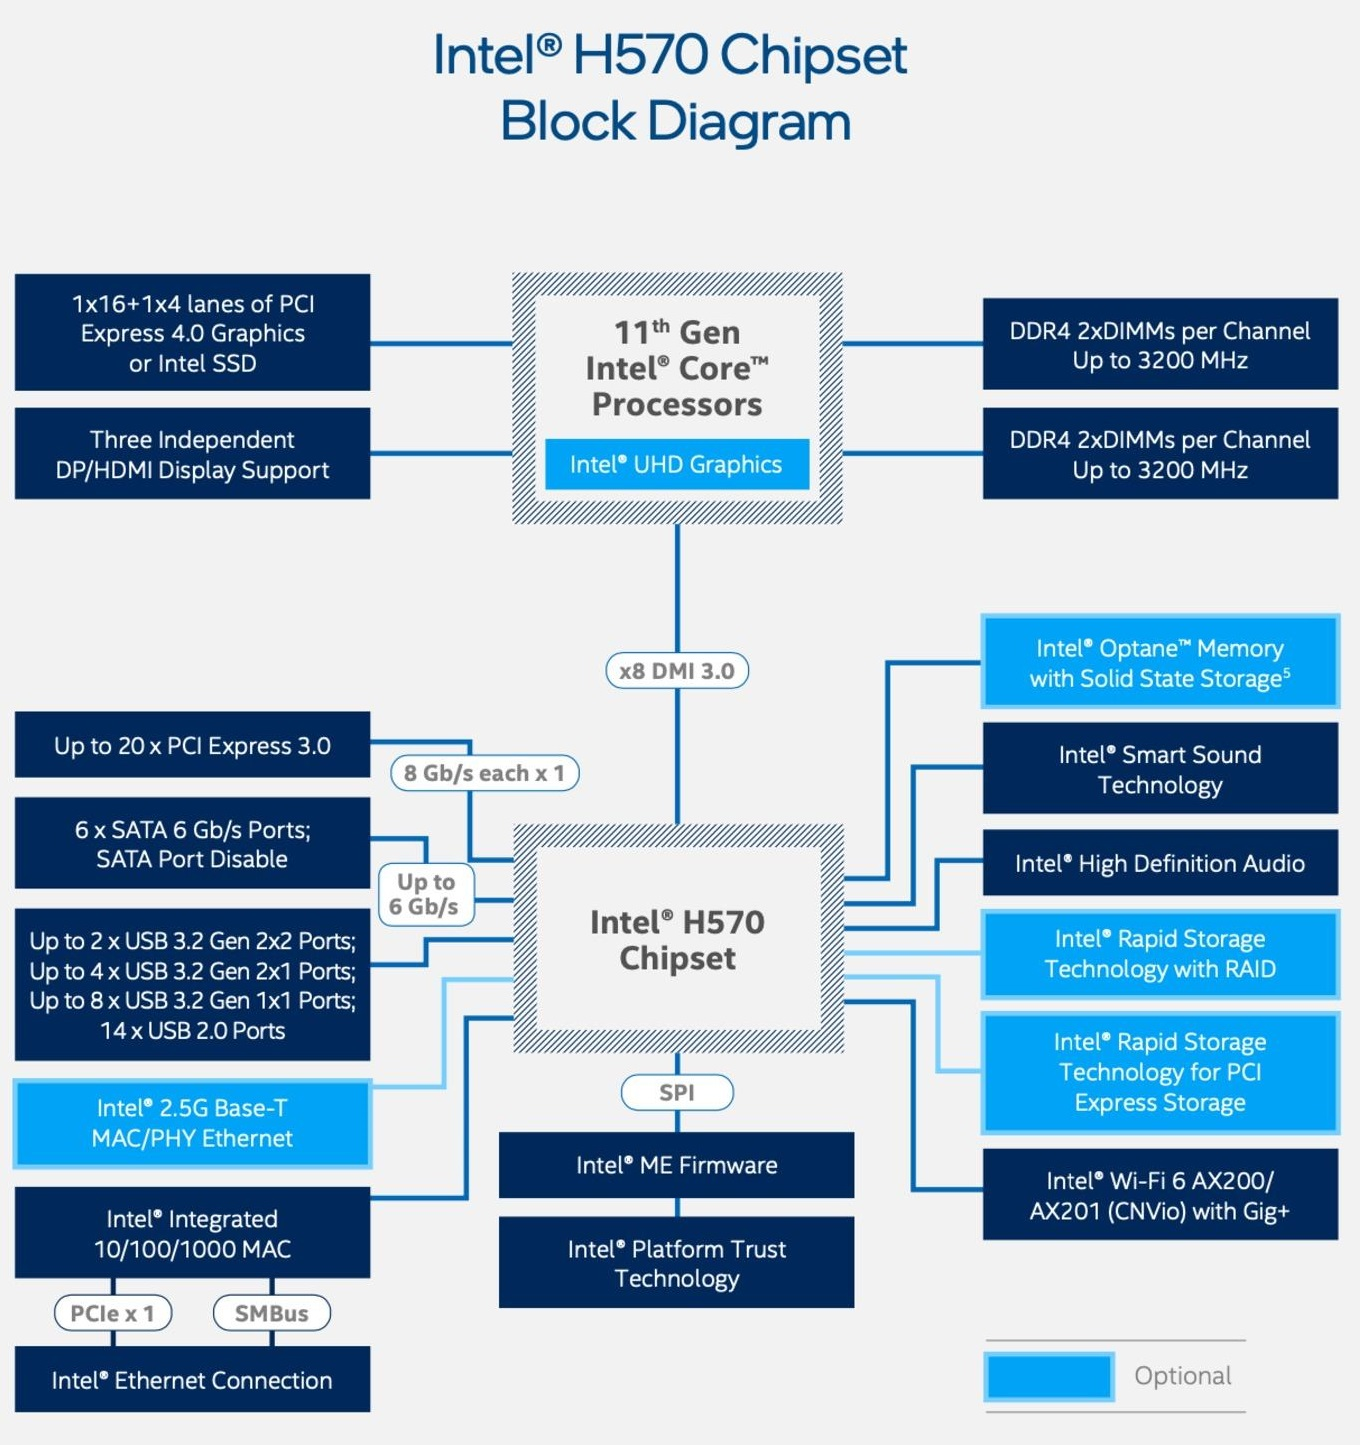 Intel® H570 Chipset
Block Diagram
1x16+1x4 lanes of PCI
Express 4.0 Graphics
or Intel SSD
Three Independent
DP/HDMI Display Support
11th Gen
Intel® Core™
Processors
Intel® UHD Graphics
DDR4 2xDIMMs per Channel
Up to 3200 MHz
DDR4 2xDIMMs per Channel
Up to 3200 MHz
x8 DMI 3.0
Up to 20 x PCI Express 3.0
8 Gb/s each x 1
6 x SATA 6 Gb/s Ports;
SATA Port Disable
Up to
6 Gb/s
Up to 2 x USB 3.2 Gen 2x2 Ports;
Up to 4 x USB 3.2 Gen 2x1 Ports;
Up to 8 x USB 3.2 Gen 1x1 Ports;
14 x USB 2.0 Ports
Intel® 2.5G Base-T
MAC/PHY Ethernet
Intel® Integrated
10/100/1000 MAC
PCIe x 1
SMBus
Intel® Ethernet Connection
Intel® H570
Chipset
SPI
Intel® ME Firmware
Intel® Platform Trust
Technology
Intel® Optane™ Memory
with Solid State Storage⁵
Intel® Smart Sound
Technology
Intel® High Definition Audio
Intel® Rapid Storage
Technology with RAID
Intel® Rapid Storage
Technology for PCI
Express Storage
Intel® Wi-Fi 6 AX200/
AX201 (CNVio) with Gig+
Optional